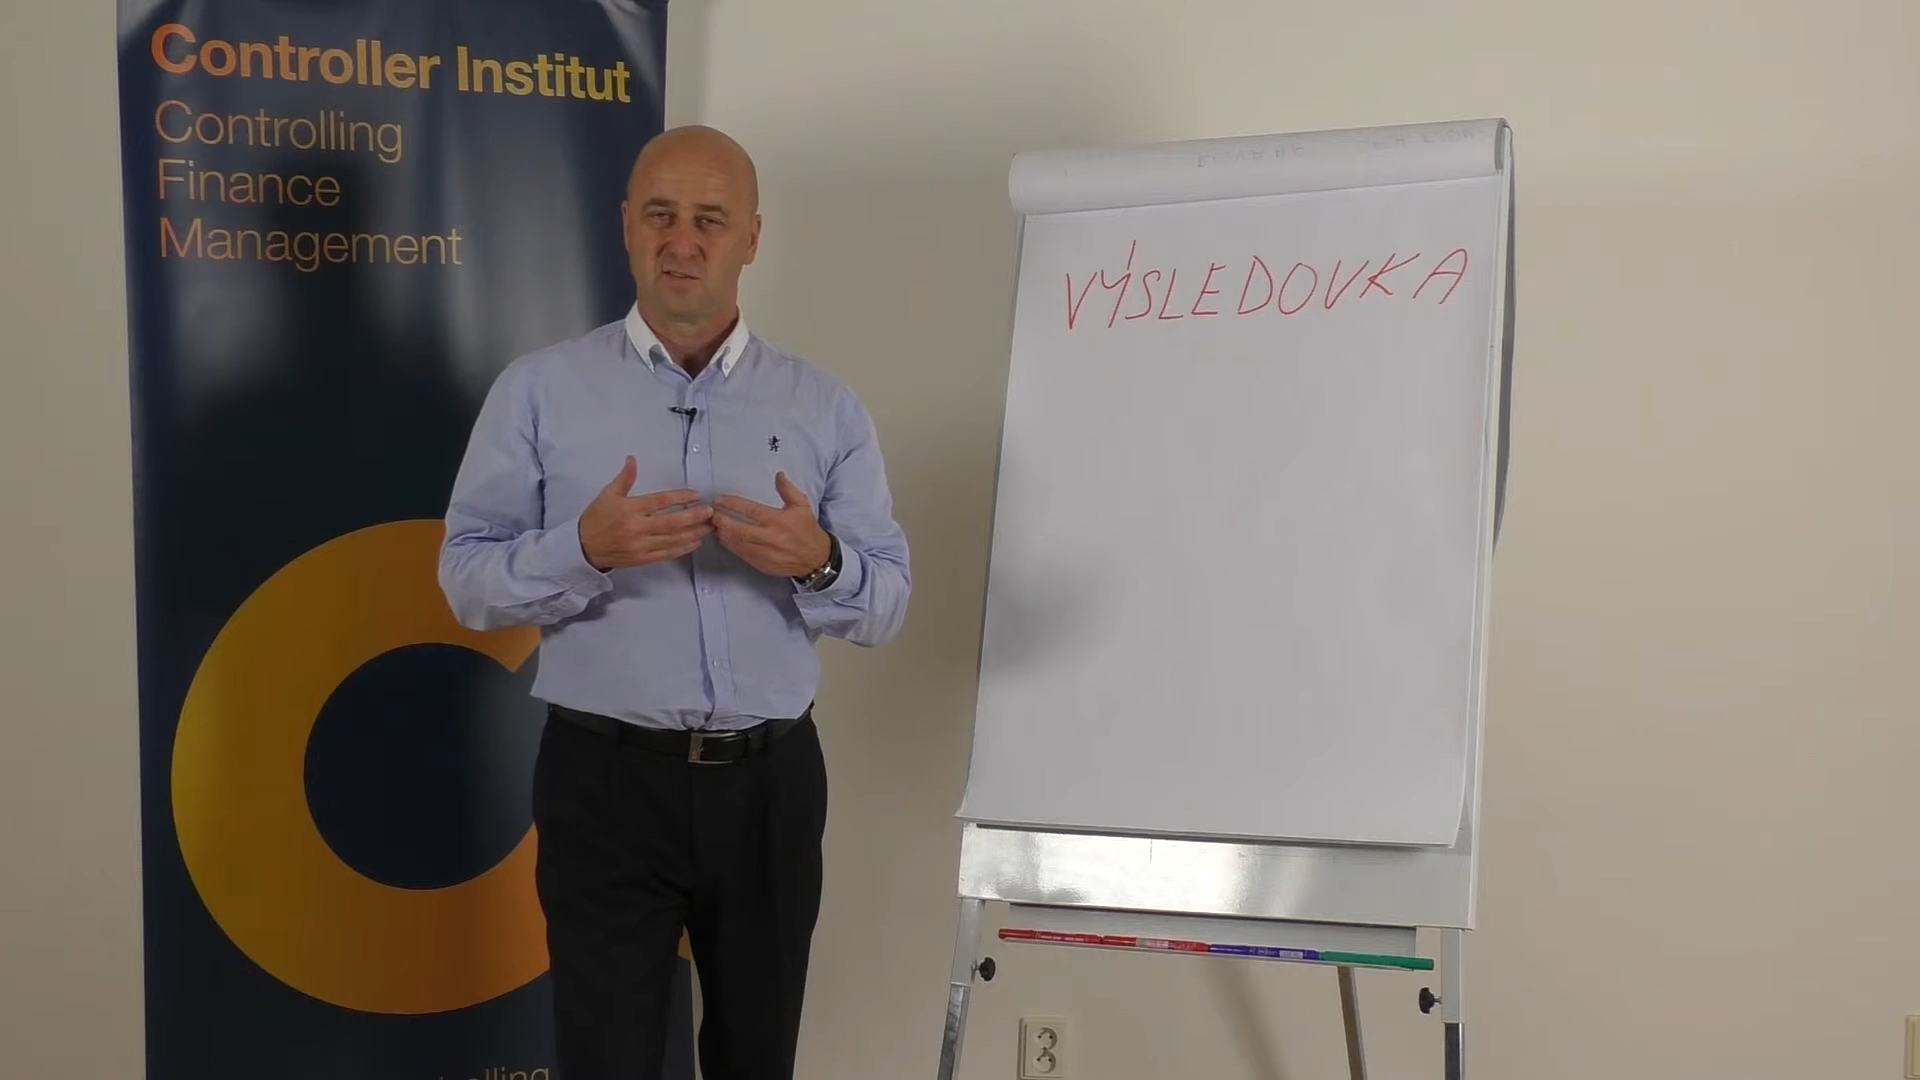 Controller Institut
Controlling
Finance
Management
VÝSLEDOVKA